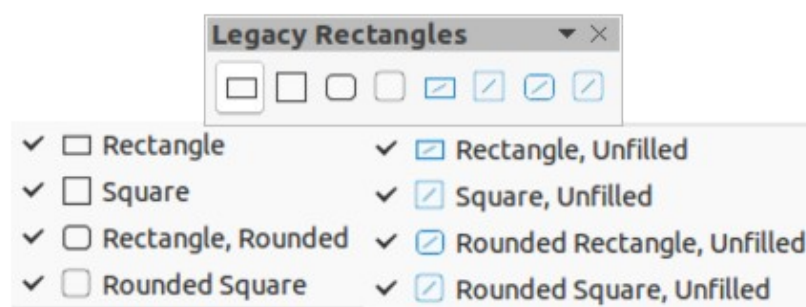 Legacy Rectangles
Rectangle
Square
Rectangle, Rounded
Rounded Square
Rectangle, Unfilled
Square, Unfilled
Rounded Rectangle, Unfilled
Rounded Square, Unfilled